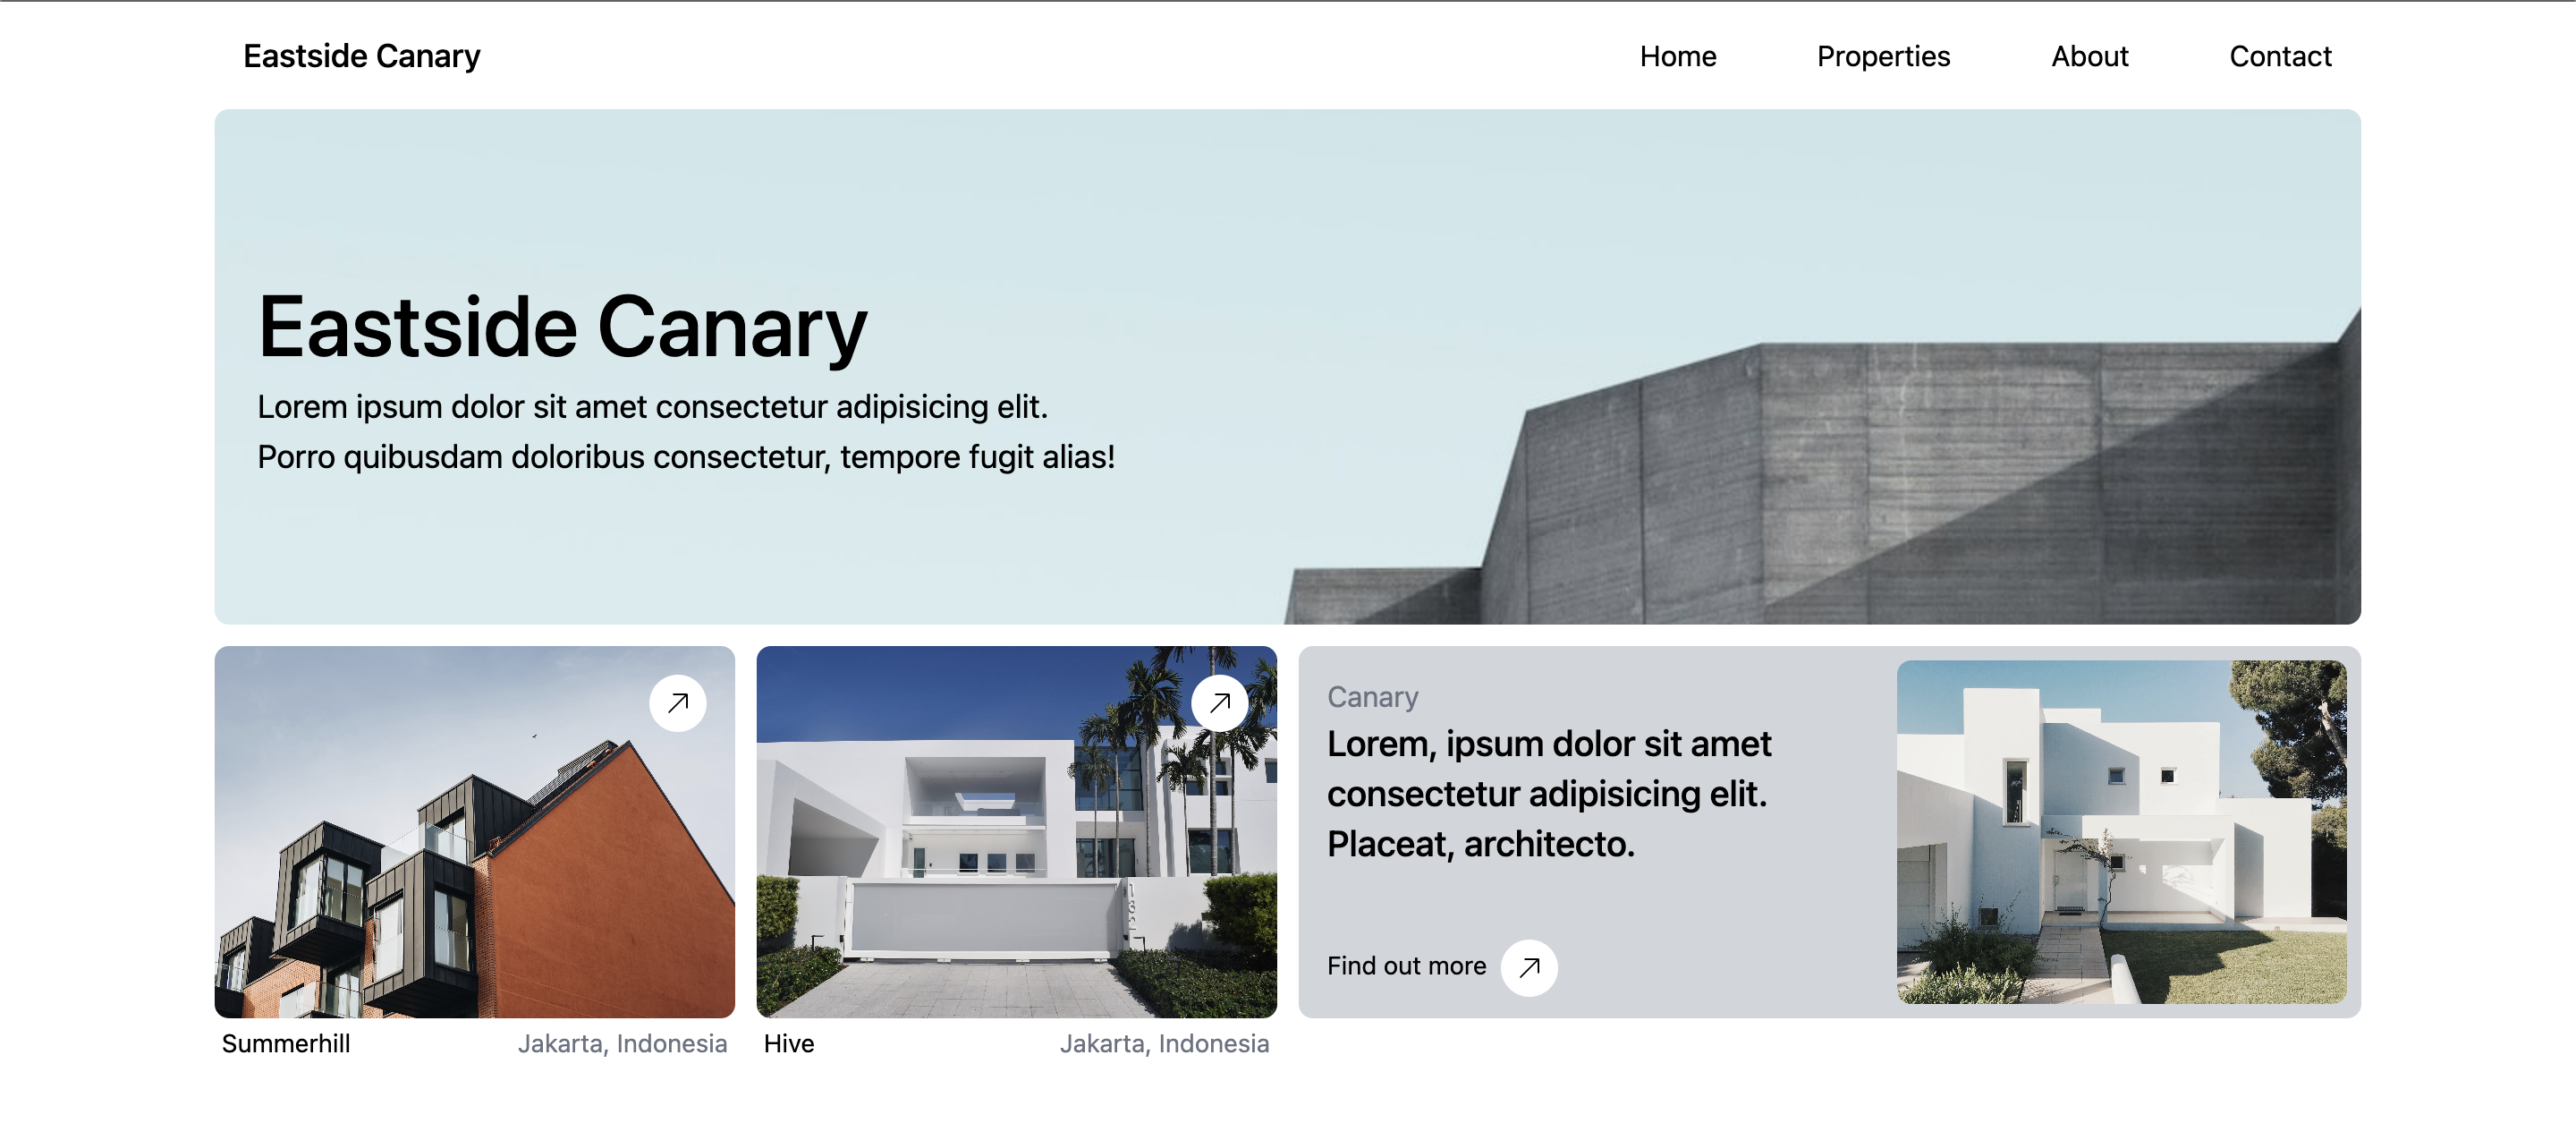 Eastside Canary
Home
Properties
About
Contact
Eastside Canary
Lorem ipsum dolor sit amet consectetur adipisicing elit.
Porro quibusdam doloribus consectetur, tempore fugit alias!
Canary
Lorem, ipsum dolor sit amet
consectetur adipisicing elit.
Placeat, architecto.
Find out more
Summerhill
Jakarta, Indonesia
Hive
Jakarta, Indonesia